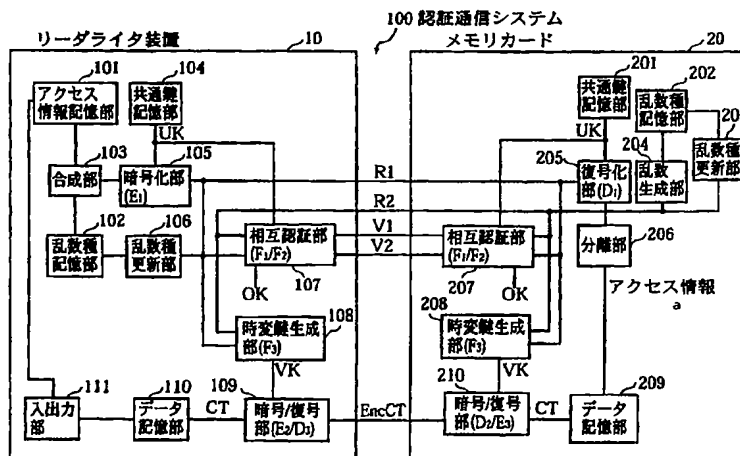 100 認証通信システム
リーダライタ装置
10
メモリカード
20
101
アクセス
情報記憶部
104
共通鍵
記憶部
UK
103
合成部
105
暗号化部
(E1)
102
乱数種
記憶部
106
乱数種
更新部
相互認証部
(F1/F2)
107
OK
108
時変鍵生成
部(F3)
VK
111
入出力
部
110
データ
記憶部
CT
109
暗号/復号
部(E2/D3)
R1
R2
V1
V2
EncCT
201
共通鍵
記憶部
UK
202
乱数種
記憶部
20
乱数種
更新部
204
乱数
生成部
205
復号化
部(D1)
相互認証部
(F1/F2)
207
OK
分離部
206
アクセス情報
a
208
時変鍵生成
部(F3)
VK
210
暗号/復号
部(D2/E3)
CT
209
データ
記憶部